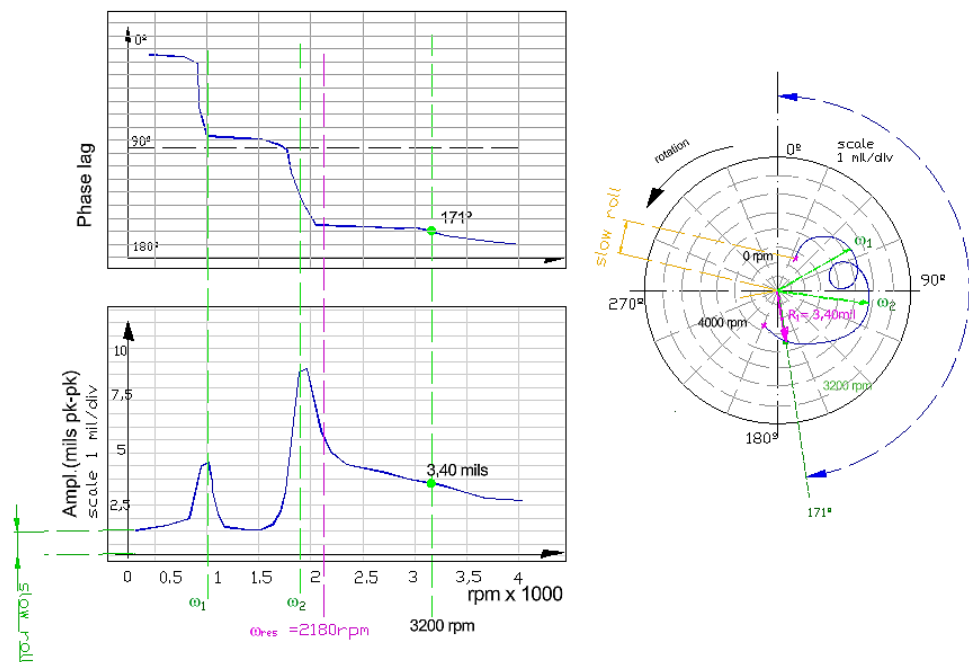 0º
90º
180º
Phase lag
171º
10
7,5
5
2,5
Ampl.(mils pk-pk)
scale 1 mil/div
3,40 mils
slow roll
0 0,5 1 1,5 2 2,5 3 3,5 4
rpm x 1000
ω1
ω2
ωres =2180rpm
3200 rpm
rotation
0º
scale
1 mil/div
slow roll
0 rpm
ω1
90º
270º
ω2
R1= 3,40mil
4000 rpm
3200 rpm
180º
171º